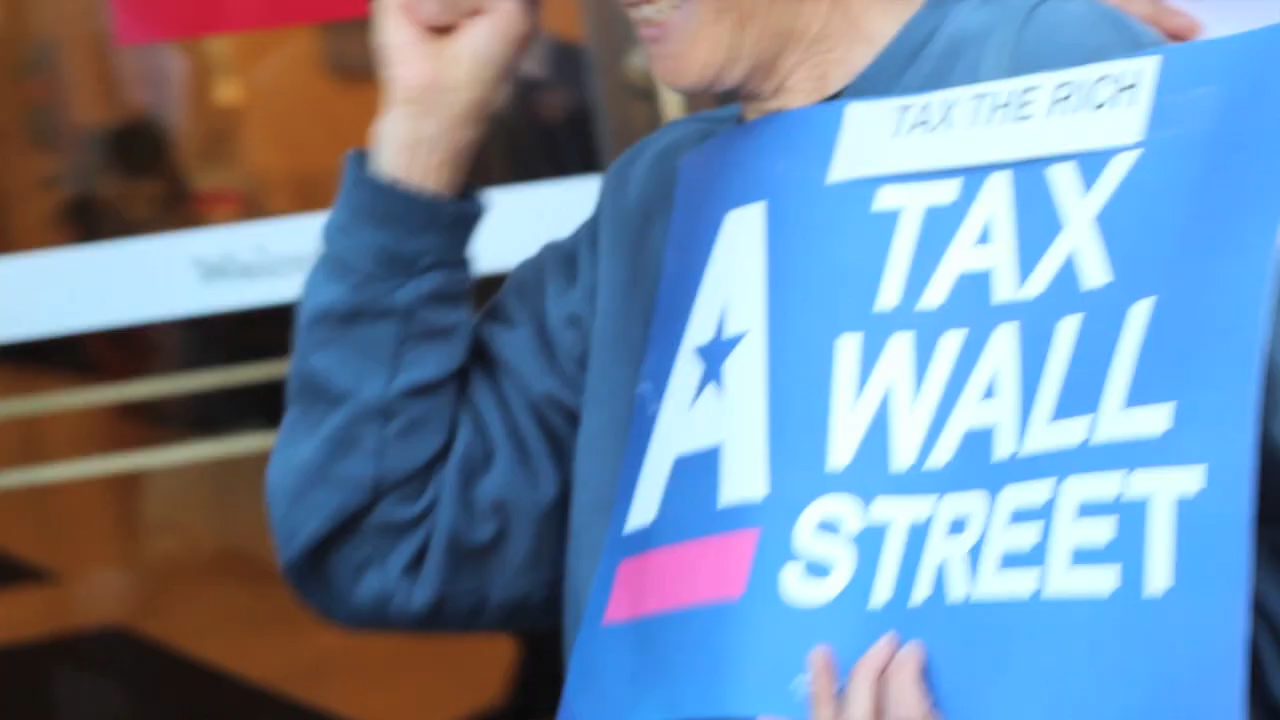 TAX THE RICH
A
TAX
WALL
STREET